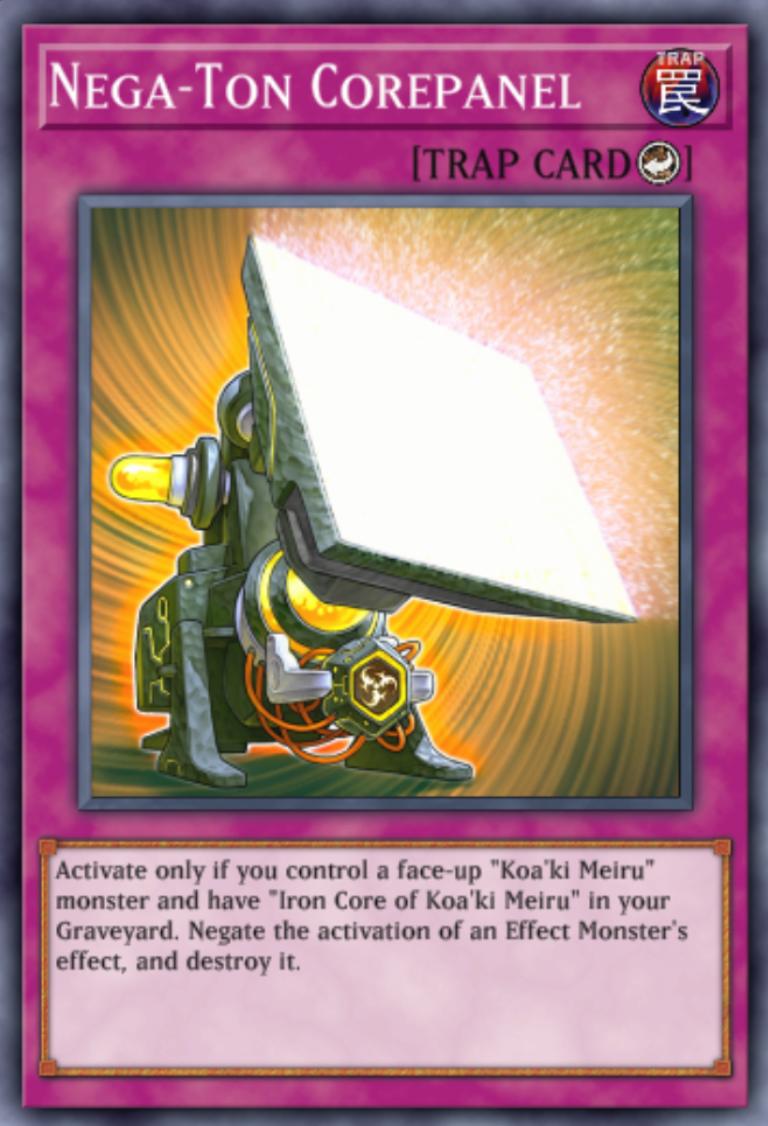 Nega-Ton Corepanel
TRAP
罠
[TRAP CARD]
Activate only if you control a face-up "Koa'ki Meiru"
monster and have "Iron Core of Koa'ki Meiru" in your
Graveyard. Negate the activation of an Effect Monster's
effect, and destroy it.